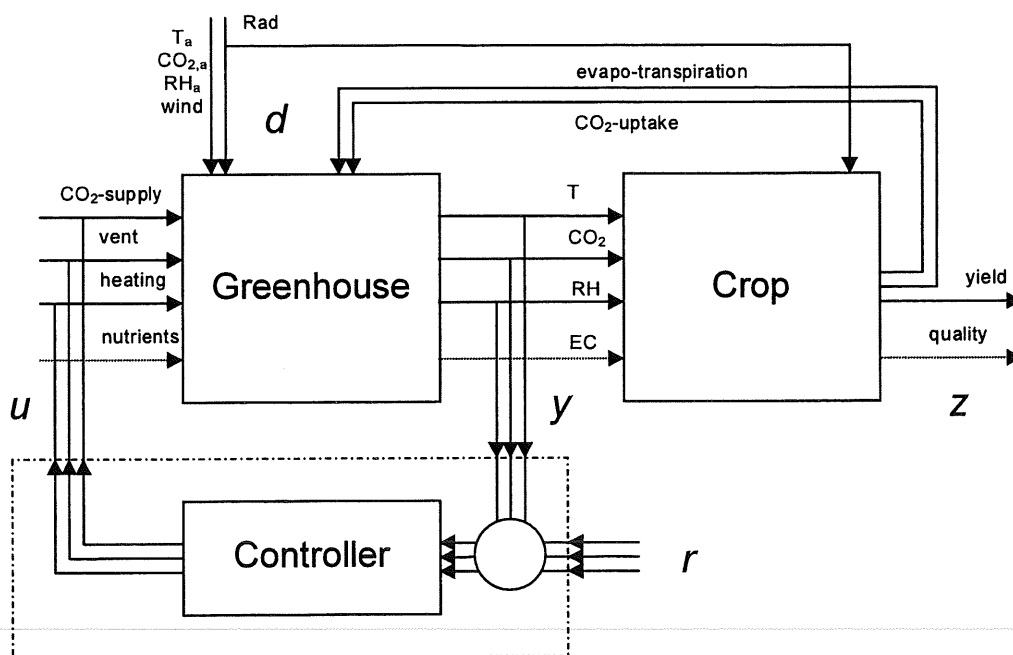 Rad
Tₐ
CO₂,ₐ
RHₐ
wind
d
evapo-transpiration
CO₂-uptake
CO₂-supply
vent
heating
nutrients
Greenhouse
T
CO₂
RH
EC
Crop
yield
quality
u
y
z
Controller
r